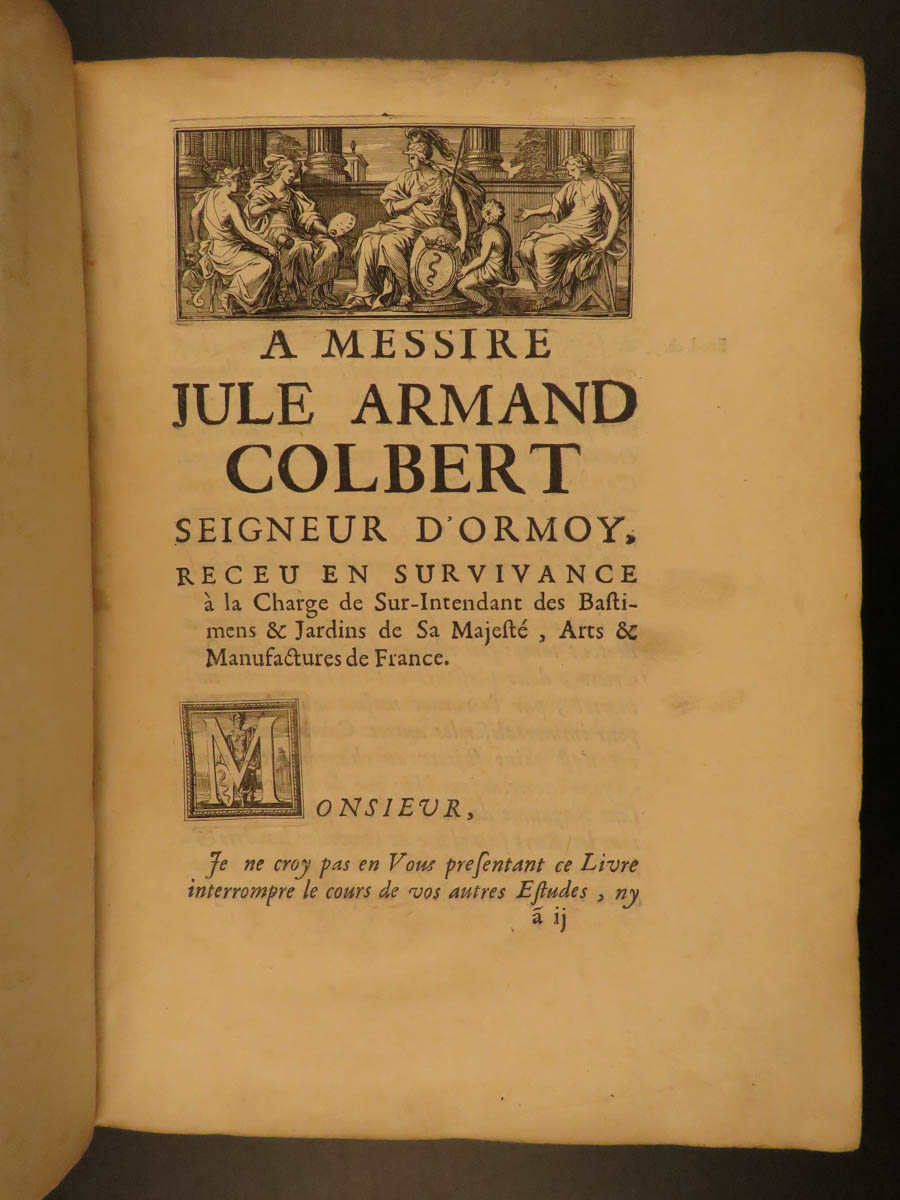 A MESSIRE
JULE ARMAND
COLBERT
SEIGNEUR D'ORMOY,
RECEU EN SURVIVANCE
à la Charge de Sur-Intendant des Baſti-
mens & Jardins de Sa Majeſté , Arts &
Manufactures de France.
MONSIEVR,
Je ne croy pas en Vous preſentant ce Livre
interrompre le cours de vos autres Eſtudes , ny
ã ij